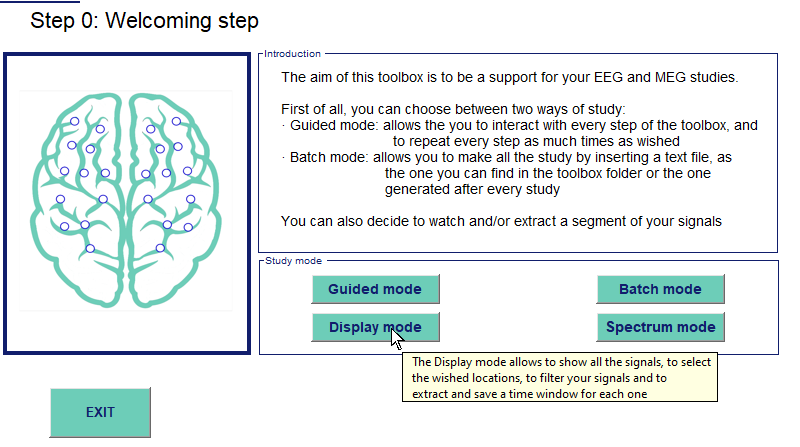 Step 0: Welcoming step
Introduction
The aim of this toolbox is to be a support for your EEG and MEG studies.
First of all, you can choose between two ways of study:
· Guided mode: allows the you to interact with every step of the toolbox, and
to repeat every step as much times as wished
· Batch mode: allows you to make all the study by inserting a text file, as
the one you can find in the toolbox folder or the one
generated after every study
You can also decide to watch and/or extract a segment of your signals
Study mode
Guided mode
Batch mode
Display mode
Spectrum mode
The Display mode allows to show all the signals, to select
the wished locations, to filter your signals and to
extract and save a time window for each one
EXIT